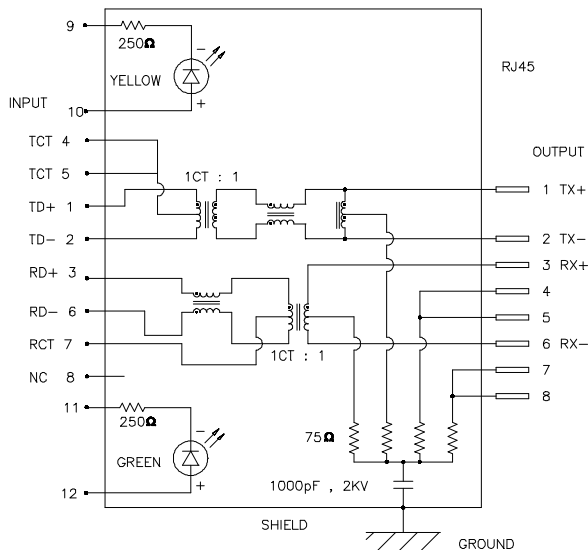 9
250Ω
-
YELLOW
+
RJ45
INPUT
10
TCT 4
TCT 5
1CT : 1
OUTPUT
TD+ 1
1 TX+
TD- 2
2 TX-
RD+ 3
3 RX+
4
RD- 6
5
RCT 7
6 RX-
1CT : 1
NC 8
7
8
11
250Ω
-
75Ω
GREEN
+
12
1000pF , 2KV
SHIELD
GROUND